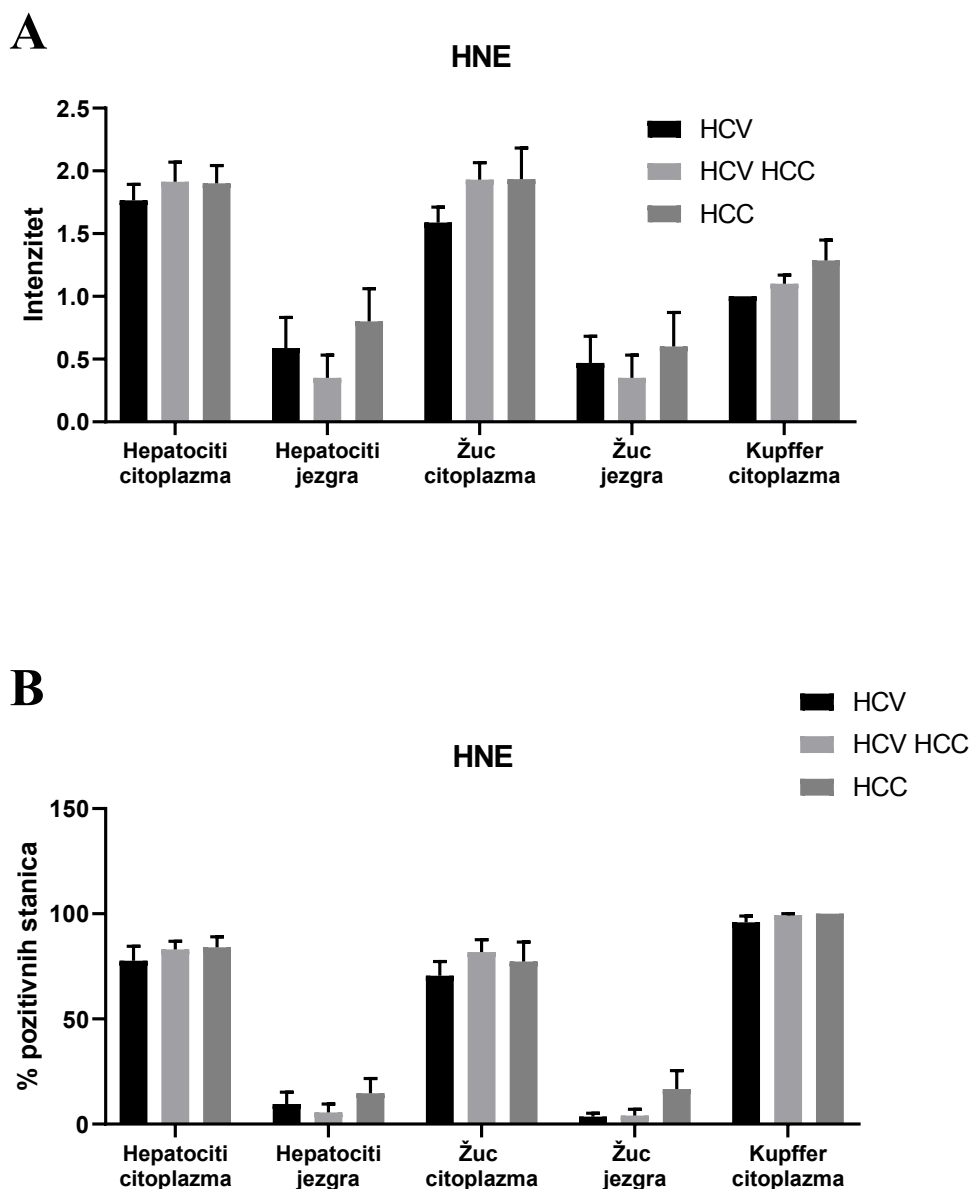 A
HNE
HCV
HCV HCC
HCC
Intenzitet
2.5
2.0
1.5
1.0
0.5
0.0
Hepatociti
citoplazma
Hepatociti
jezgra
Žuc
citoplazma
Žuc
jezgra
Kupffer
citoplazma
B
HCV
HCV HCC
HCC
HNE
% pozitivnih stanica
150
100
50
0
Hepatociti
citoplazma
Hepatociti
jezgra
Žuc
citoplazma
Žuc
jezgra
Kupffer
citoplazma